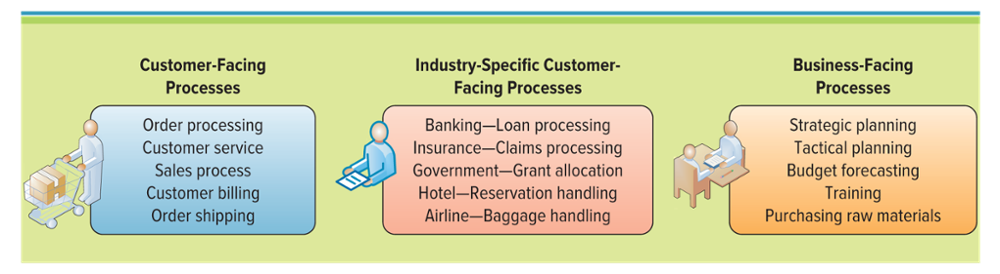 Customer-Facing
Processes
Order processing
Customer service
Sales process
Customer billing
Order shipping
Industry-Specific Customer-
Facing Processes
Banking—Loan processing
Insurance—Claims processing
Government—Grant allocation
Hotel—Reservation handling
Airline—Baggage handling
Business-Facing
Processes
Strategic planning
Tactical planning
Budget forecasting
Training
Purchasing raw materials